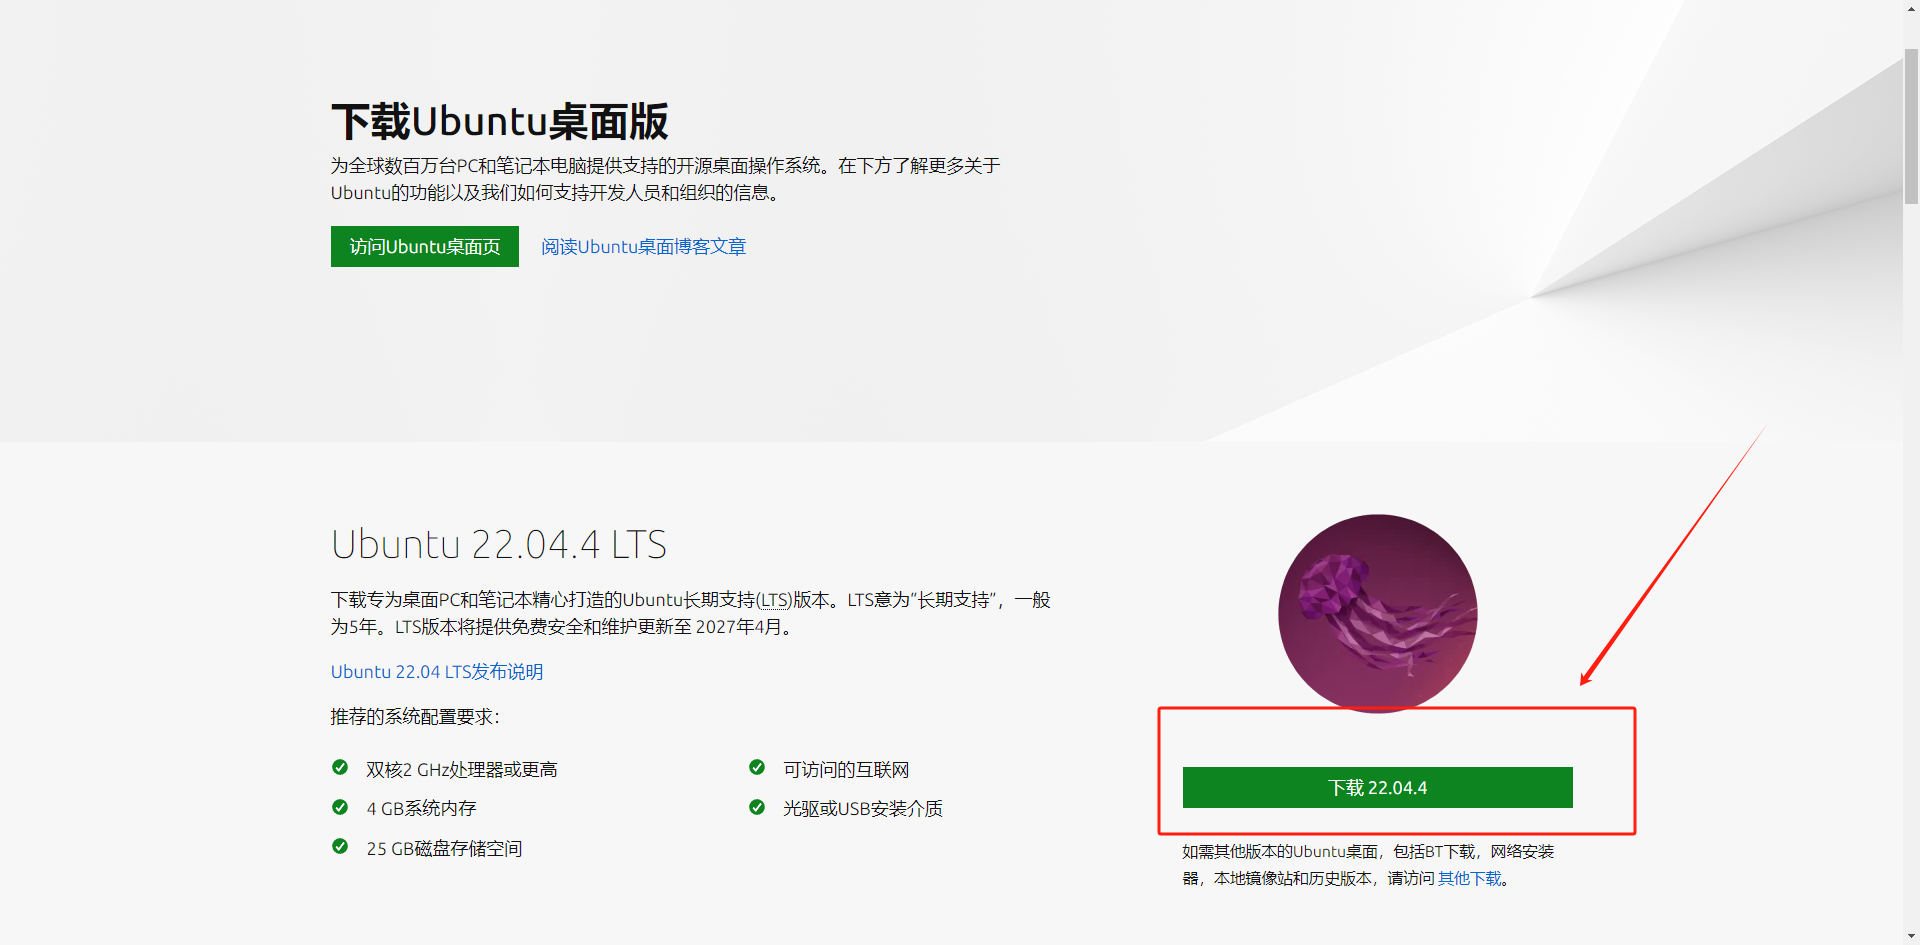 下载Ubuntu桌面版
为全球数百万台PC和笔记本电脑提供支持的开源桌面操作系统。在下方了解更多关于
Ubuntu的功能以及我们如何支持开发人员和组织的信息。
访问Ubuntu桌面页
阅读Ubuntu桌面博客文章
Ubuntu 22.04.4 LTS
下载专为桌面PC和笔记本精心打造的Ubuntu长期支持(LTS)版本。LTS意为“长期支持”，一般
为5年。LTS版本将提供免费安全和维护更新至 2027年4月。
Ubuntu 22.04 LTS发布说明
推荐的系统配置要求：
双核2 GHz处理器或更高
4 GB系统内存
25 GB磁盘存储空间
可访问的互联网
光驱或USB安装介质
下载 22.04.4
如需其他版本的Ubuntu桌面，包括BT下载，网络安装
器，本地镜像站和历史版本，请访问 其他下载。